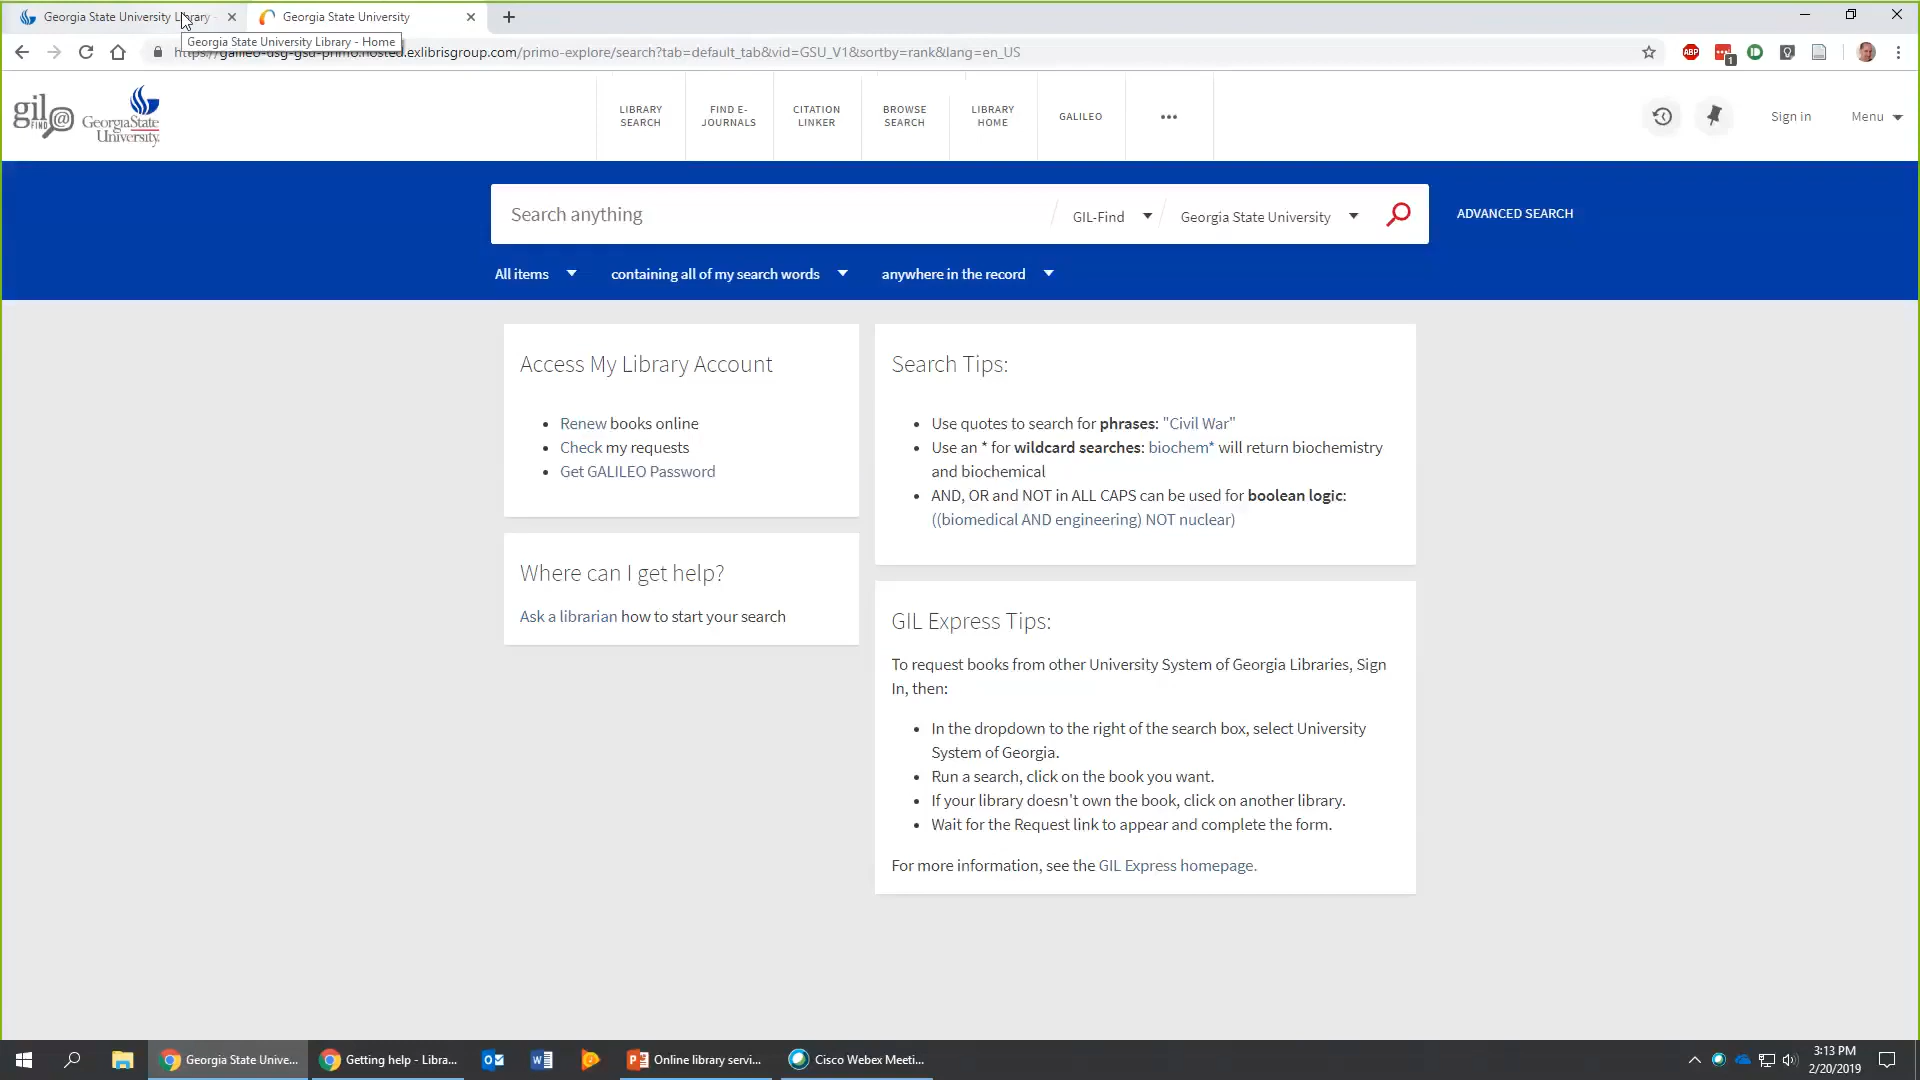 Georgia State University Library
Georgia State University
Georgia State University Library - Home
https://galileo-usg-gsu-primo.hosted.exlibrisgroup.com/primo-explore/search?tab=default_tab&vid=GSU_V1&sortby=rank&lang=en_US
ABP
1
gil
FIND
@
GeorgiaState
University
LIBRARY
SEARCH
FIND E-
JOURNALS
CITATION
LINKER
BROWSE
SEARCH
LIBRARY
HOME
GALILEO
Sign in
Menu
Search anything
GIL-Find
Georgia State University
ADVANCED SEARCH
All items
containing all of my search words
anywhere in the record
Access My Library Account
• Renew books online
• Check my requests
• Get GALILEO Password
Where can I get help?
Ask a librarian how to start your search
Search Tips:
• Use quotes to search for phrases: "Civil War"
• Use an * for wildcard searches: biochem* will return biochemistry
and biochemical
• AND, OR and NOT in ALL CAPS can be used for boolean logic:
((biomedical AND engineering) NOT nuclear)
GIL Express Tips:
To request books from other University System of Georgia Libraries, Sign
In, then:
• In the dropdown to the right of the search box, select University
System of Georgia.
• Run a search, click on the book you want.
• If your library doesn't own the book, click on another library.
• Wait for the Request link to appear and complete the form.
For more information, see the GIL Express homepage.
Georgia State Unive...
Getting help - Libra...
Online library servi...
Cisco Webex Meeti...
3:13 PM
2/20/2019